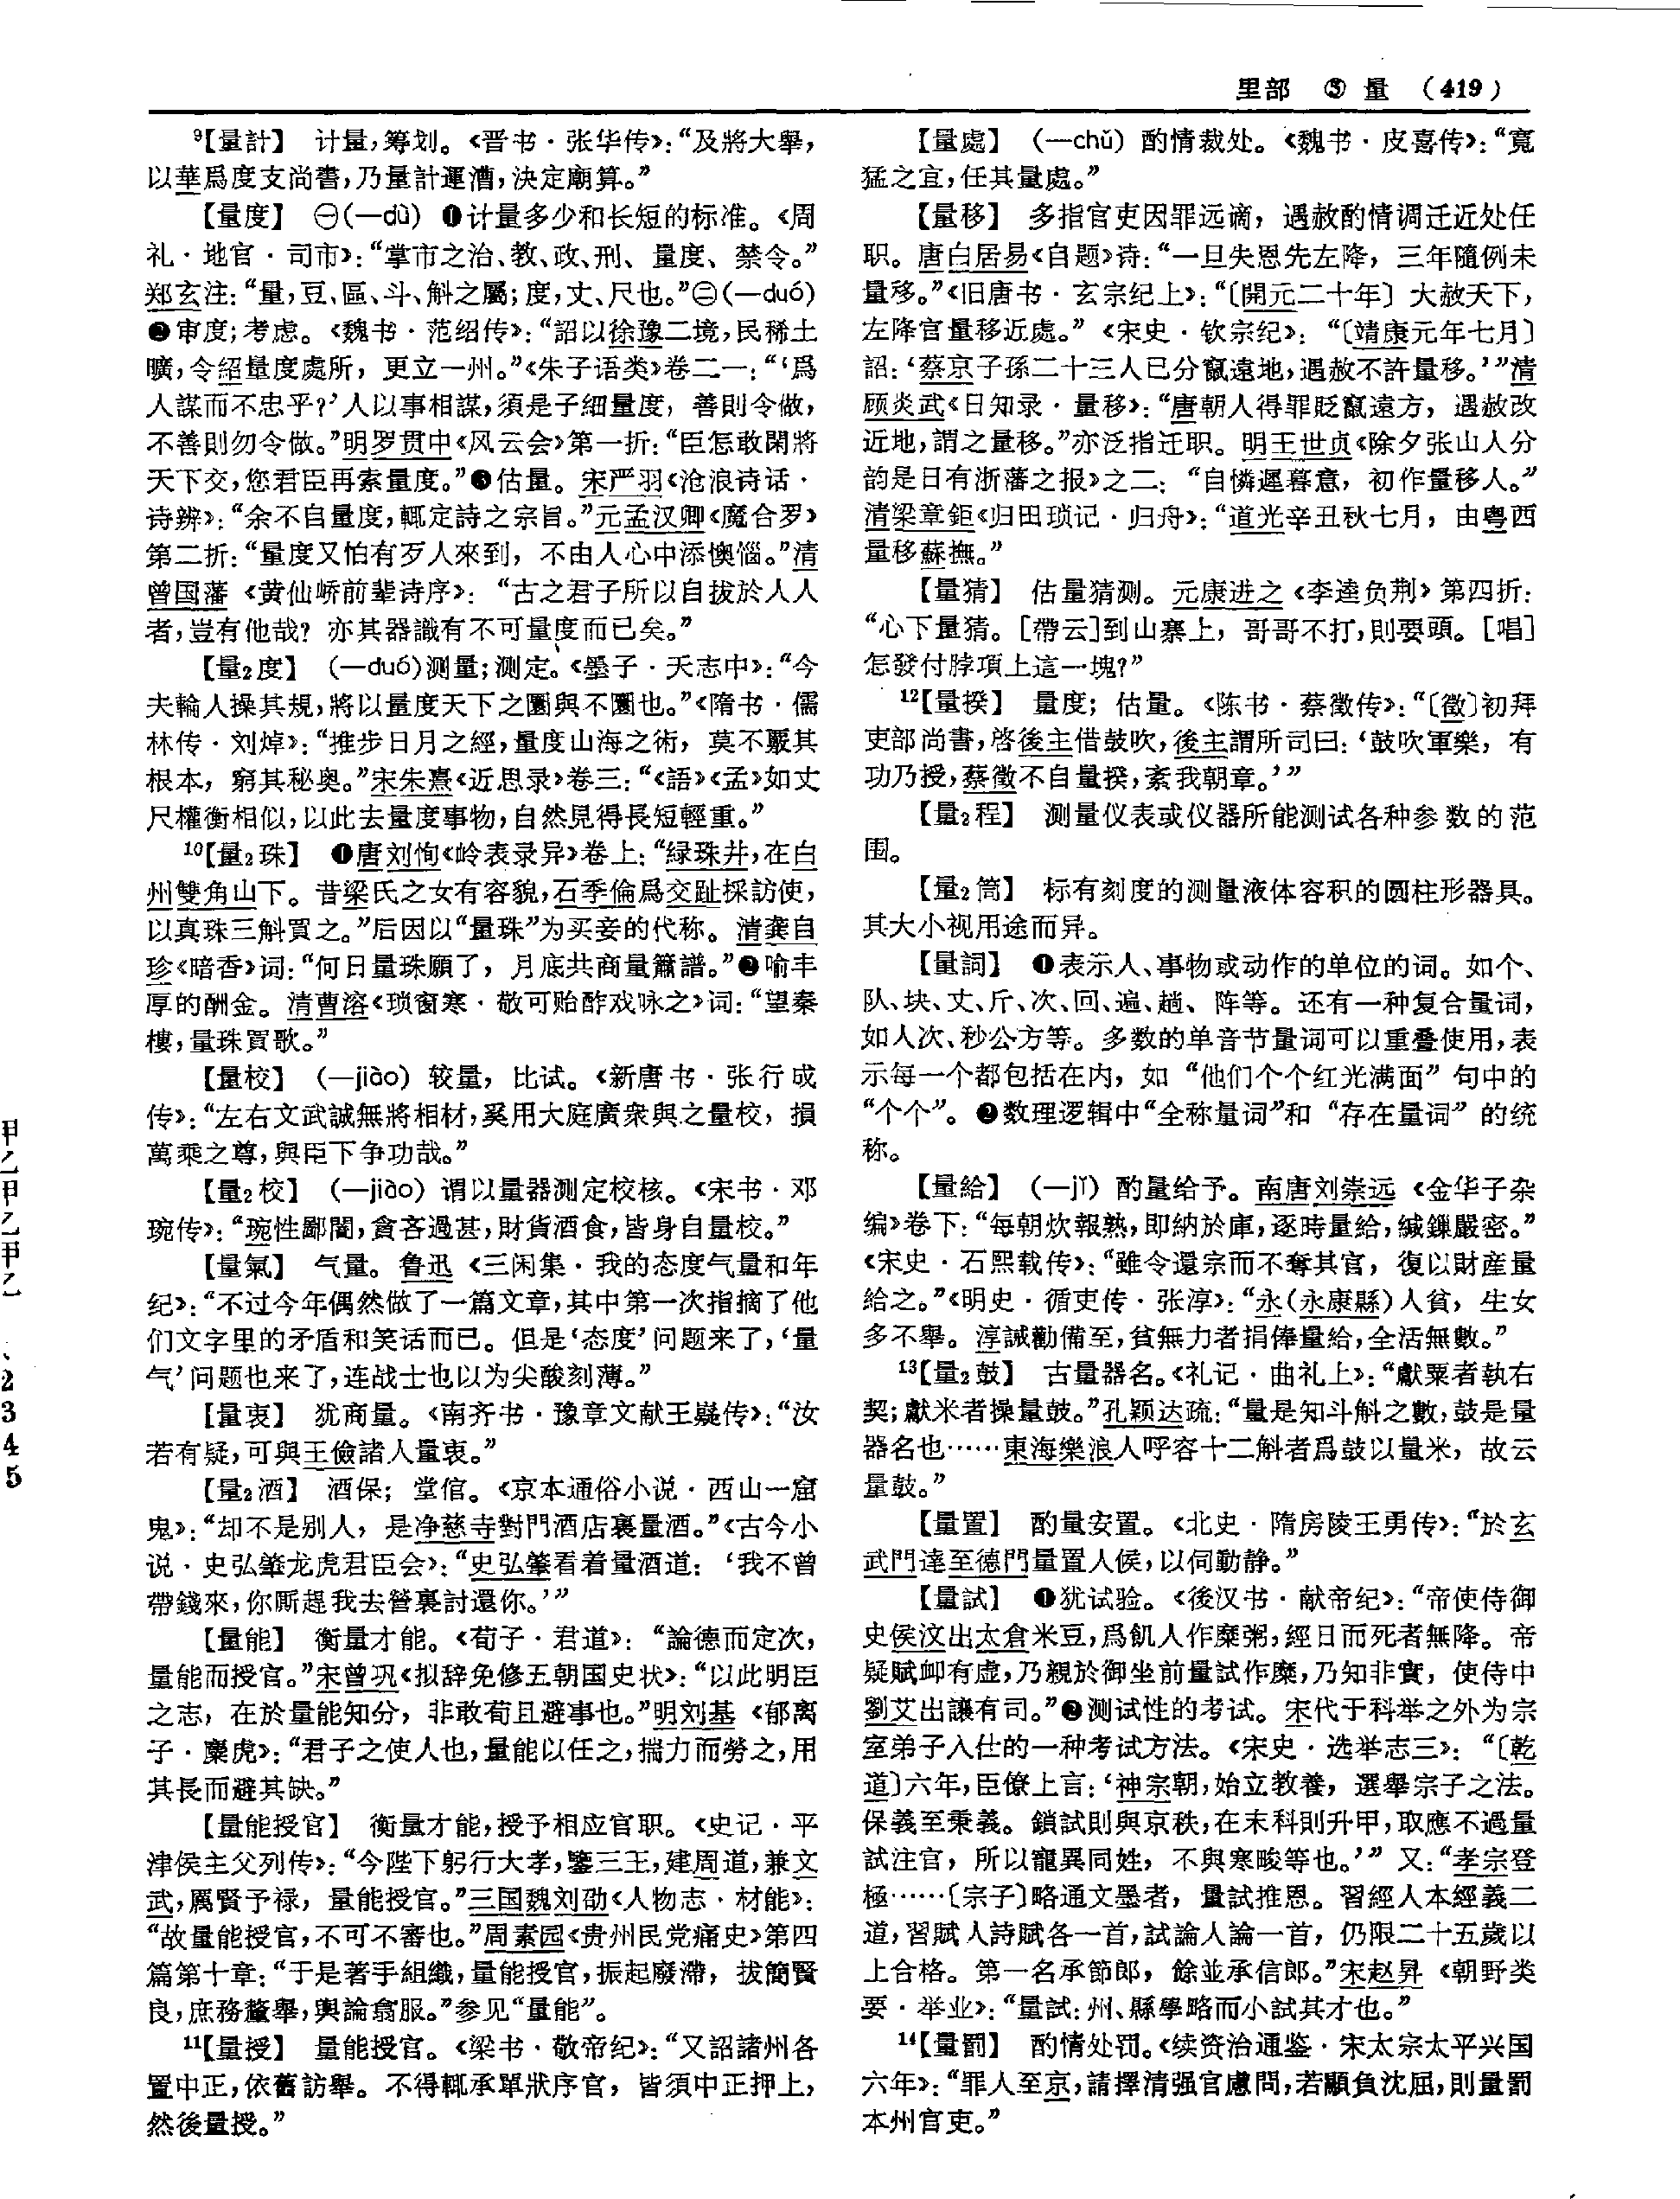 里部 ⑤ 量 (419)
⁹【量計】 计量,筹划。《晋书·张华传》:“及將大舉,
以華爲度支尚書,乃量計運漕,決定廟算。”
【量度】 ㊀(—dù) ❶计量多少和长短的标准。《周
礼·地官·司市》:“掌市之治、教、政、刑、量度、禁令。”
郑玄注:“量,豆、區、斗、斛之屬;度,丈、尺也。”㊁(—duó)
❷审度;考虑。《魏书·范绍传》:“詔以徐豫二境,民稀土
曠,令紹量度處所,更立一州。”《朱子语类》卷二一:“‘爲
人謀而不忠乎?’人以事相謀,須是子細量度,善則令做,
不善則勿令做。”明罗贯中《风云会》第一折:“臣怎敢閑將
天下交,您君臣再索量度。”❸估量。宋严羽《沧浪诗话·
诗辨》:“余不自量度,輒定詩之宗旨。”元孟汉卿《魔合罗》
第二折:“量度又怕有歹人來到,不由人心中添懊惱。”清
曾国藩《黄仙峤前辈诗序》:“古之君子所以自拔於人人
者,豈有他哉?亦其器識有不可量度而已矣。”
【量₂度】 (—duó)测量;测定。《墨子·天志中》:“今
夫輪人操其規,將以量度天下之圜與不圜也。”《隋书·儒
林传·刘焯》:“推步日月之經,量度山海之術,莫不覈其
根本,窮其秘奥。”宋朱熹《近思录》卷三:“《語》《孟》如丈
尺權衡相似,以此去量度事物,自然見得長短輕重。”
¹⁰【量₂珠】 ❶唐刘恂《岭表录异》卷上:“緑珠井,在白
州雙角山下。昔梁氏之女有容貌,石季倫爲交趾採訪使,
以真珠三斛買之。”后因以“量珠”为买妾的代称。清龚自
珍《暗香》词:“何日量珠願了,月底共商量簫譜。”❷喻丰
厚的酬金。清曹溶《琐窗寒·敬可贻酢戏咏之》词:“望秦
樓,量珠買歌。”
【量校】 (—jiào) 较量,比试。《新唐书·张行成
传》:“左右文武誠無將相材,奚用大庭廣衆與之量校,損
萬乘之尊,與臣下争功哉。”
【量₂校】 (—jiào) 谓以量器测定校核。《宋书·邓
琬传》:“琬性鄙闇,貪吝過甚,財貨酒食,皆身自量校。”
【量氣】 气量。鲁迅《三闲集·我的态度气量和年
纪》:“不过今年偶然做了一篇文章,其中第一次指摘了他
们文字里的矛盾和笑话而已。但是‘态度’问题来了,‘量
气’问题也来了,连战士也以为尖酸刻薄。”
【量衷】 犹商量。《南齐书·豫章文献王嶷传》:“汝
若有疑,可與王儉諸人量衷。”
【量₂酒】 酒保;堂倌。《京本通俗小说·西山一窟
鬼》:“却不是别人,是净慈寺對門酒店裏量酒。”《古今小
说·史弘肇龙虎君臣会》:“史弘肇看着量酒道:‘我不曾
帶錢來,你厮趕我去營裏討還你。’”
【量能】 衡量才能。《荀子·君道》:“論德而定次,
量能而授官。”宋曾巩《拟辞免修五朝国史状》:“以此明臣
之志,在於量能知分,非敢苟且避事也。”明刘基《郁离
子·麋虎》:“君子之使人也,量能以任之,揣力而勞之,用
其長而避其缺。”
【量能授官】 衡量才能,授予相应官职。《史记·平
津侯主父列传》:“今陛下躬行大孝,鑒三王,建周道,兼文
武,厲賢予禄,量能授官。”三国魏刘劭《人物志·材能》:
“故量能授官,不可不審也。”周素园《贵州民党痛史》第四
篇第十章:“于是著手組織,量能授官,振起廢滯,拔簡賢
良,庶務釐舉,輿論翕服。”参见“量能”。
¹¹【量授】 量能授官。《梁书·敬帝纪》:“又詔諸州各
置中正,依舊訪舉。不得輒承單狀序官,皆須中正押上,
然後量授。”
【量處】 (—chǔ) 酌情裁处。《魏书·皮喜传》:“寬
猛之宜,任其量處。”
【量移】 多指官吏因罪远谪,遇赦酌情调迁近处任
职。唐白居易《自题》诗:“一旦失恩先左降,三年隨例未
量移。”《旧唐书·玄宗纪上》:“〔開元二十年〕大赦天下,
左降官量移近處。”《宋史·钦宗纪》:“〔靖康元年七月〕
詔:‘蔡京子孫二十三人已分竄遠地,遇赦不許量移。’”清
顾炎武《日知录·量移》:“唐朝人得罪貶竄遠方,遇赦改
近地,謂之量移。”亦泛指迁职。明王世贞《除夕张山人分
韵是日有浙藩之报》之二:“自憐遲暮意,初作量移人。”
清梁章鉅《归田琐记·归舟》:“道光辛丑秋七月,由粤西
量移蘇撫。”
【量猜】 估量猜测。元康进之《李逵负荆》第四折:
“心下量猜。[帶云]到山寨上,哥哥不打,則要頭。[唱]
怎發付脖項上這一塊?”
¹²【量揆】 量度;估量。《陈书·蔡徵传》:“〔徵〕初拜
吏部尚書,啓後主借鼓吹,後主謂所司曰:‘鼓吹軍樂,有
功乃授,蔡徵不自量揆,紊我朝章。’”
【量₂程】 测量仪表或仪器所能测试各种参数的范
围。
【量₂筒】 标有刻度的测量液体容积的圆柱形器具。
其大小视用途而异。
【量詞】 ❶表示人、事物或动作的单位的词。如个、
队、块、丈、斤、次、回、遍、趟、阵等。还有一种复合量词,
如人次、秒公方等。多数的单音节量词可以重叠使用,表
示每一个都包括在内,如“他们个个红光满面”句中的
“个个”。❷数理逻辑中“全称量词”和“存在量词”的统
称。
【量給】 (—jǐ) 酌量给予。南唐刘崇远《金华子杂
编》卷下:“每朝炊報熟,即納於庫,逐時量給,緘鏁嚴密。”
《宋史·石熙载传》:“雖令還宗而不奪其官,復以財産量
給之。”《明史·循吏传·张淳》:“永(永康縣)人貧,生女
多不舉。淳誡勸備至,貧無力者捐俸量給,全活無數。”
¹³【量₂鼓】 古量器名。《礼记·曲礼上》:“獻粟者執右
契;獻米者操量鼓。”孔颖达疏:“量是知斗斛之數,鼓是量
器名也……東海樂浪人呼容十二斛者爲鼓以量米,故云
量鼓。”
【量置】 酌量安置。《北史·隋房陵王勇传》:“於玄
武門達至德門量置人候,以伺動静。”
【量試】 ❶犹试验。《後汉书·献帝纪》:“帝使侍御
史侯汶出太倉米豆,爲飢人作糜粥,經日而死者無降。帝
疑賦卹有虚,乃親於御坐前量試作糜,乃知非實,使侍中
劉艾出讓有司。”❷测试性的考试。宋代于科举之外为宗
室弟子入仕的一种考试方法。《宋史·选举志三》:“〔乾
道〕六年,臣僚上言:‘神宗朝,始立教養,選舉宗子之法。
保義至秉義。鎖試則與京秩,在末科則升甲,取應不過量
試注官,所以寵異同姓,不與寒畯等也。’”又:“孝宗登
極……〔宗子〕略通文墨者,量試推恩。習經人本經義二
道,習賦人詩賦各一首,試論人論一首,仍限二十五歲以
上合格。第一名承節郎,餘並承信郎。”宋赵昇《朝野类
要·举业》:“量試:州、縣學略而小試其才也。”
¹⁴【量罰】 酌情处罚。《续资治通鉴·宋太宗太平兴国
六年》:“罪人至京,請擇清强官慮問,若顯負沈屈,則量罰
本州官吏。”
甲乙甲乙甲乙
、2345